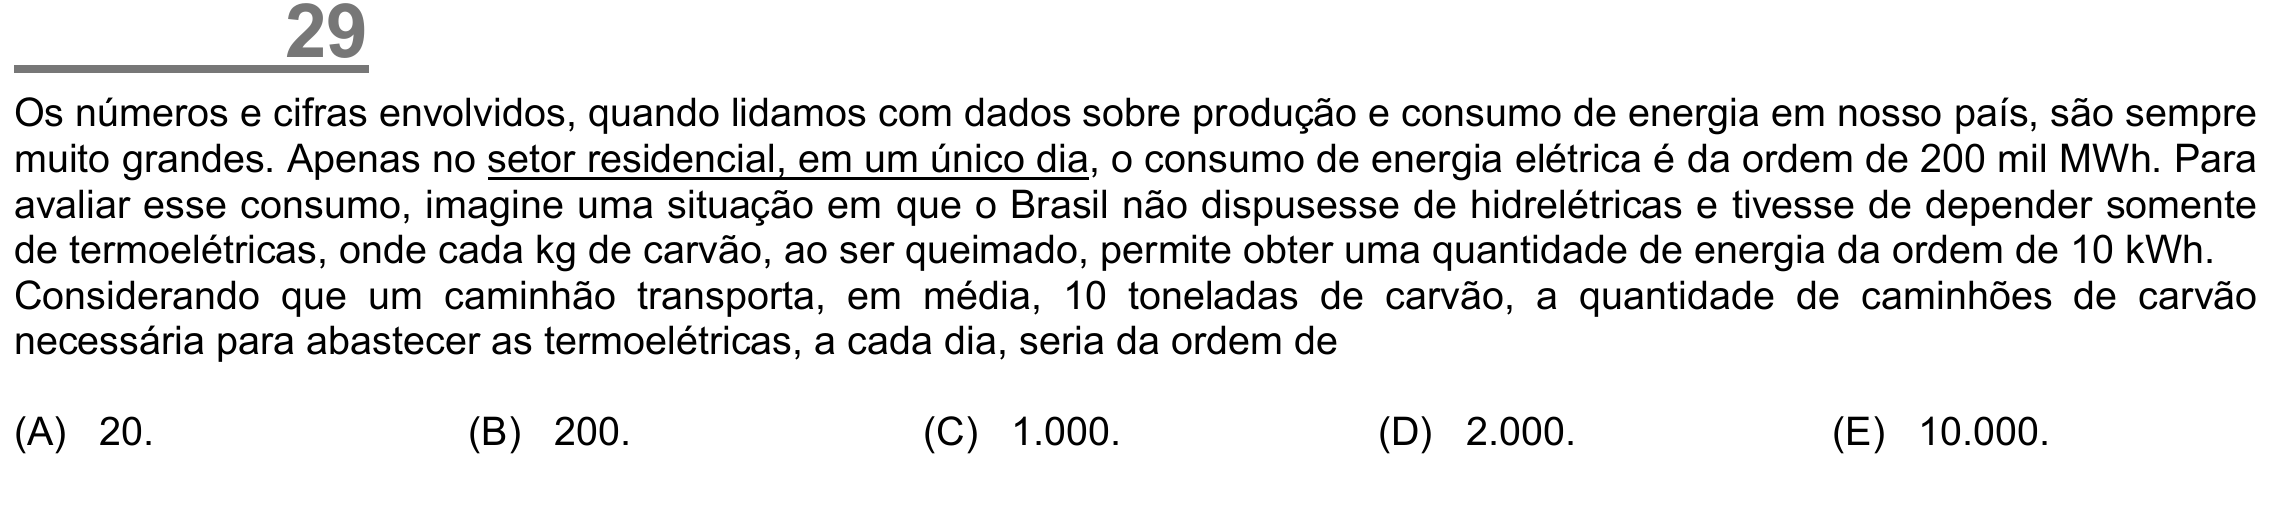 29
Os números e cifras envolvidos, quando lidamos com dados sobre produção e consumo de energia em nosso país, são sempre
muito grandes. Apenas no setor residencial, em um único dia, o consumo de energia elétrica é da ordem de 200 mil MWh. Para
avaliar esse consumo, imagine uma situação em que o Brasil não dispusesse de hidrelétricas e tivesse de depender somente
de termoelétricas, onde cada kg de carvão, ao ser queimado, permite obter uma quantidade de energia da ordem de 10 kWh.
Considerando que um caminhão transporta, em média, 10 toneladas de carvão, a quantidade de caminhões de carvão
necessária para abastecer as termoelétricas, a cada dia, seria da ordem de
(A) 20. (B) 200. (C) 1.000. (D) 2.000. (E) 10.000.